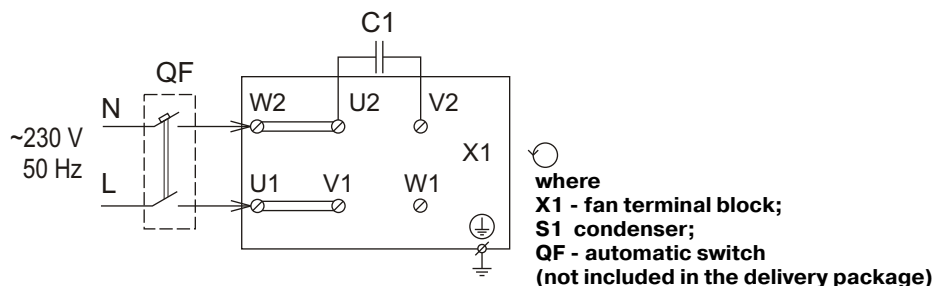 C1
QF
N
W2 U2 V2
~230 V
50 Hz
X1
L
U1 V1 W1
where
X1 - fan terminal block;
S1 condenser;
QF - automatic switch
(not included in the delivery package)